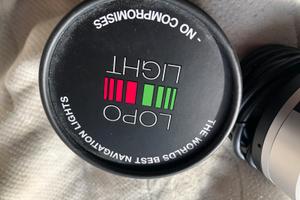 LOPO
LIGHT
THE WORLDS BEST NAVIGATION LIGHTS
- NO COMPROMISES